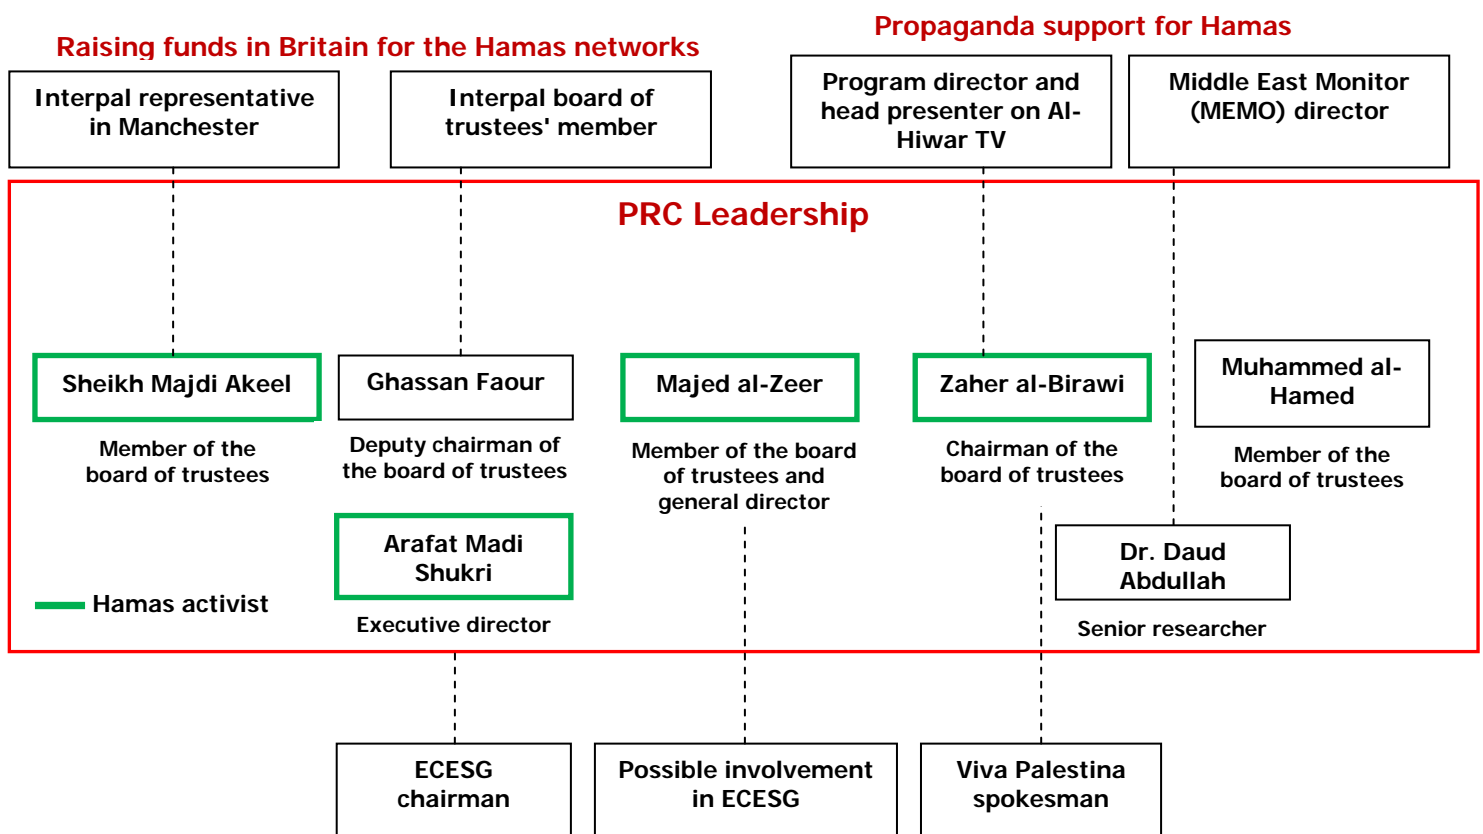 Raising funds in Britain for the Hamas networks
Propaganda support for Hamas
Interpal representative
in Manchester
Interpal board of
trustees' member
Program director and
head presenter on Al-
Hiwar TV
Middle East Monitor
(MEMO) director
PRC Leadership
Sheikh Majdi Akeel
Member of the
board of trustees
Ghassan Faour
Deputy chairman of
the board of trustees
Majed al-Zeer
Member of the board
of trustees and
general director
Zaher al-Birawi
Chairman of the
board of trustees
Muhammed al-
Hamed
Member of the
board of trustees
Arafat Madi
Shukri
Executive director
Dr. Daud
Abdullah
Senior researcher
Hamas activist
ECESG
chairman
Possible involvement
in ECESG
Viva Palestina
spokesman